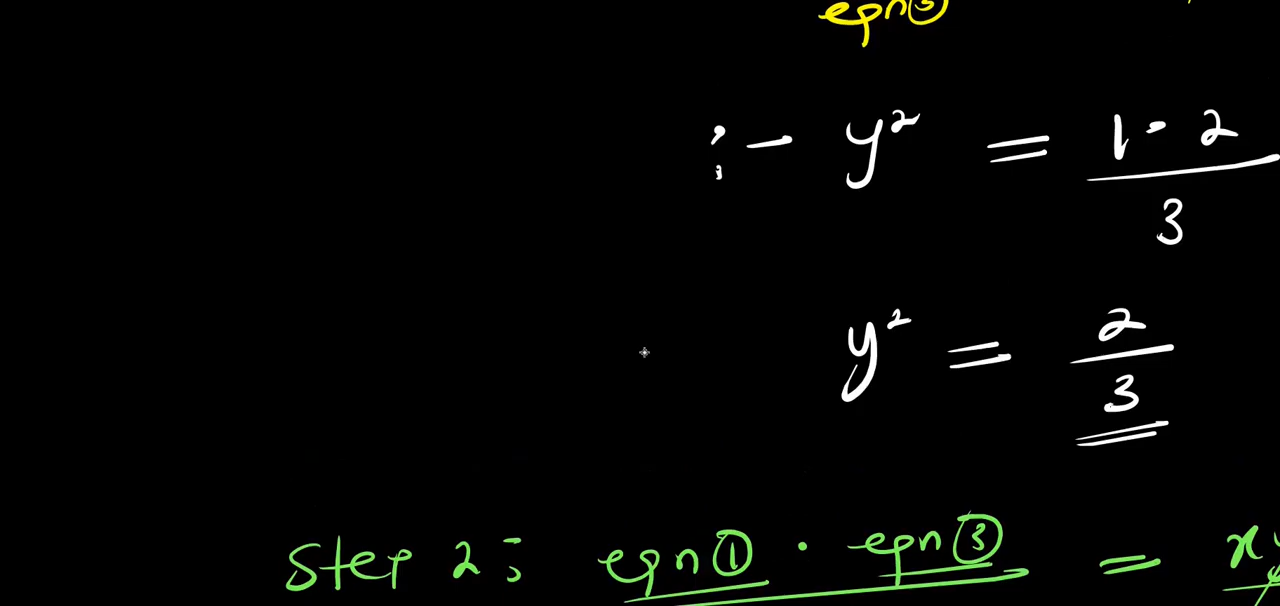 eqn③
:- y² = 1·2/3
y² = 2/3
Step 2: eqn① · eqn③ = x